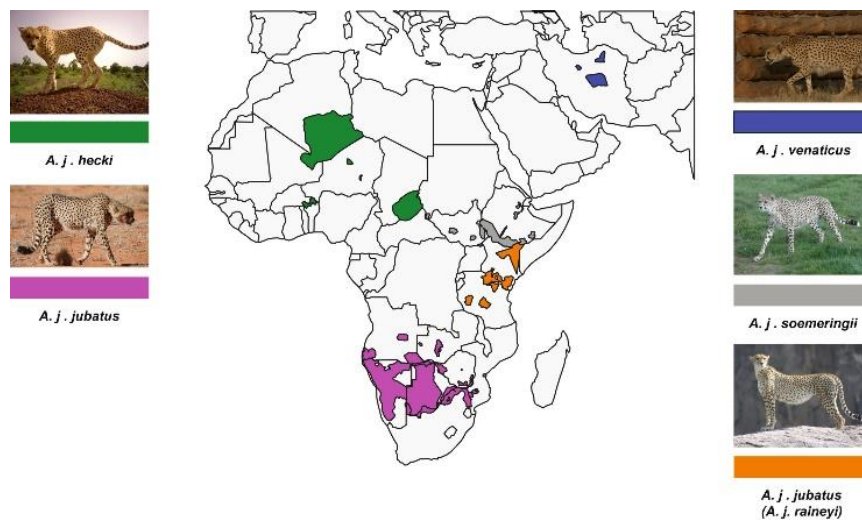 A. j . hecki
A. j . jubatus
A. j . venaticus
A. j . soemeringii
A. j . jubatus
(A. j. raineyi)